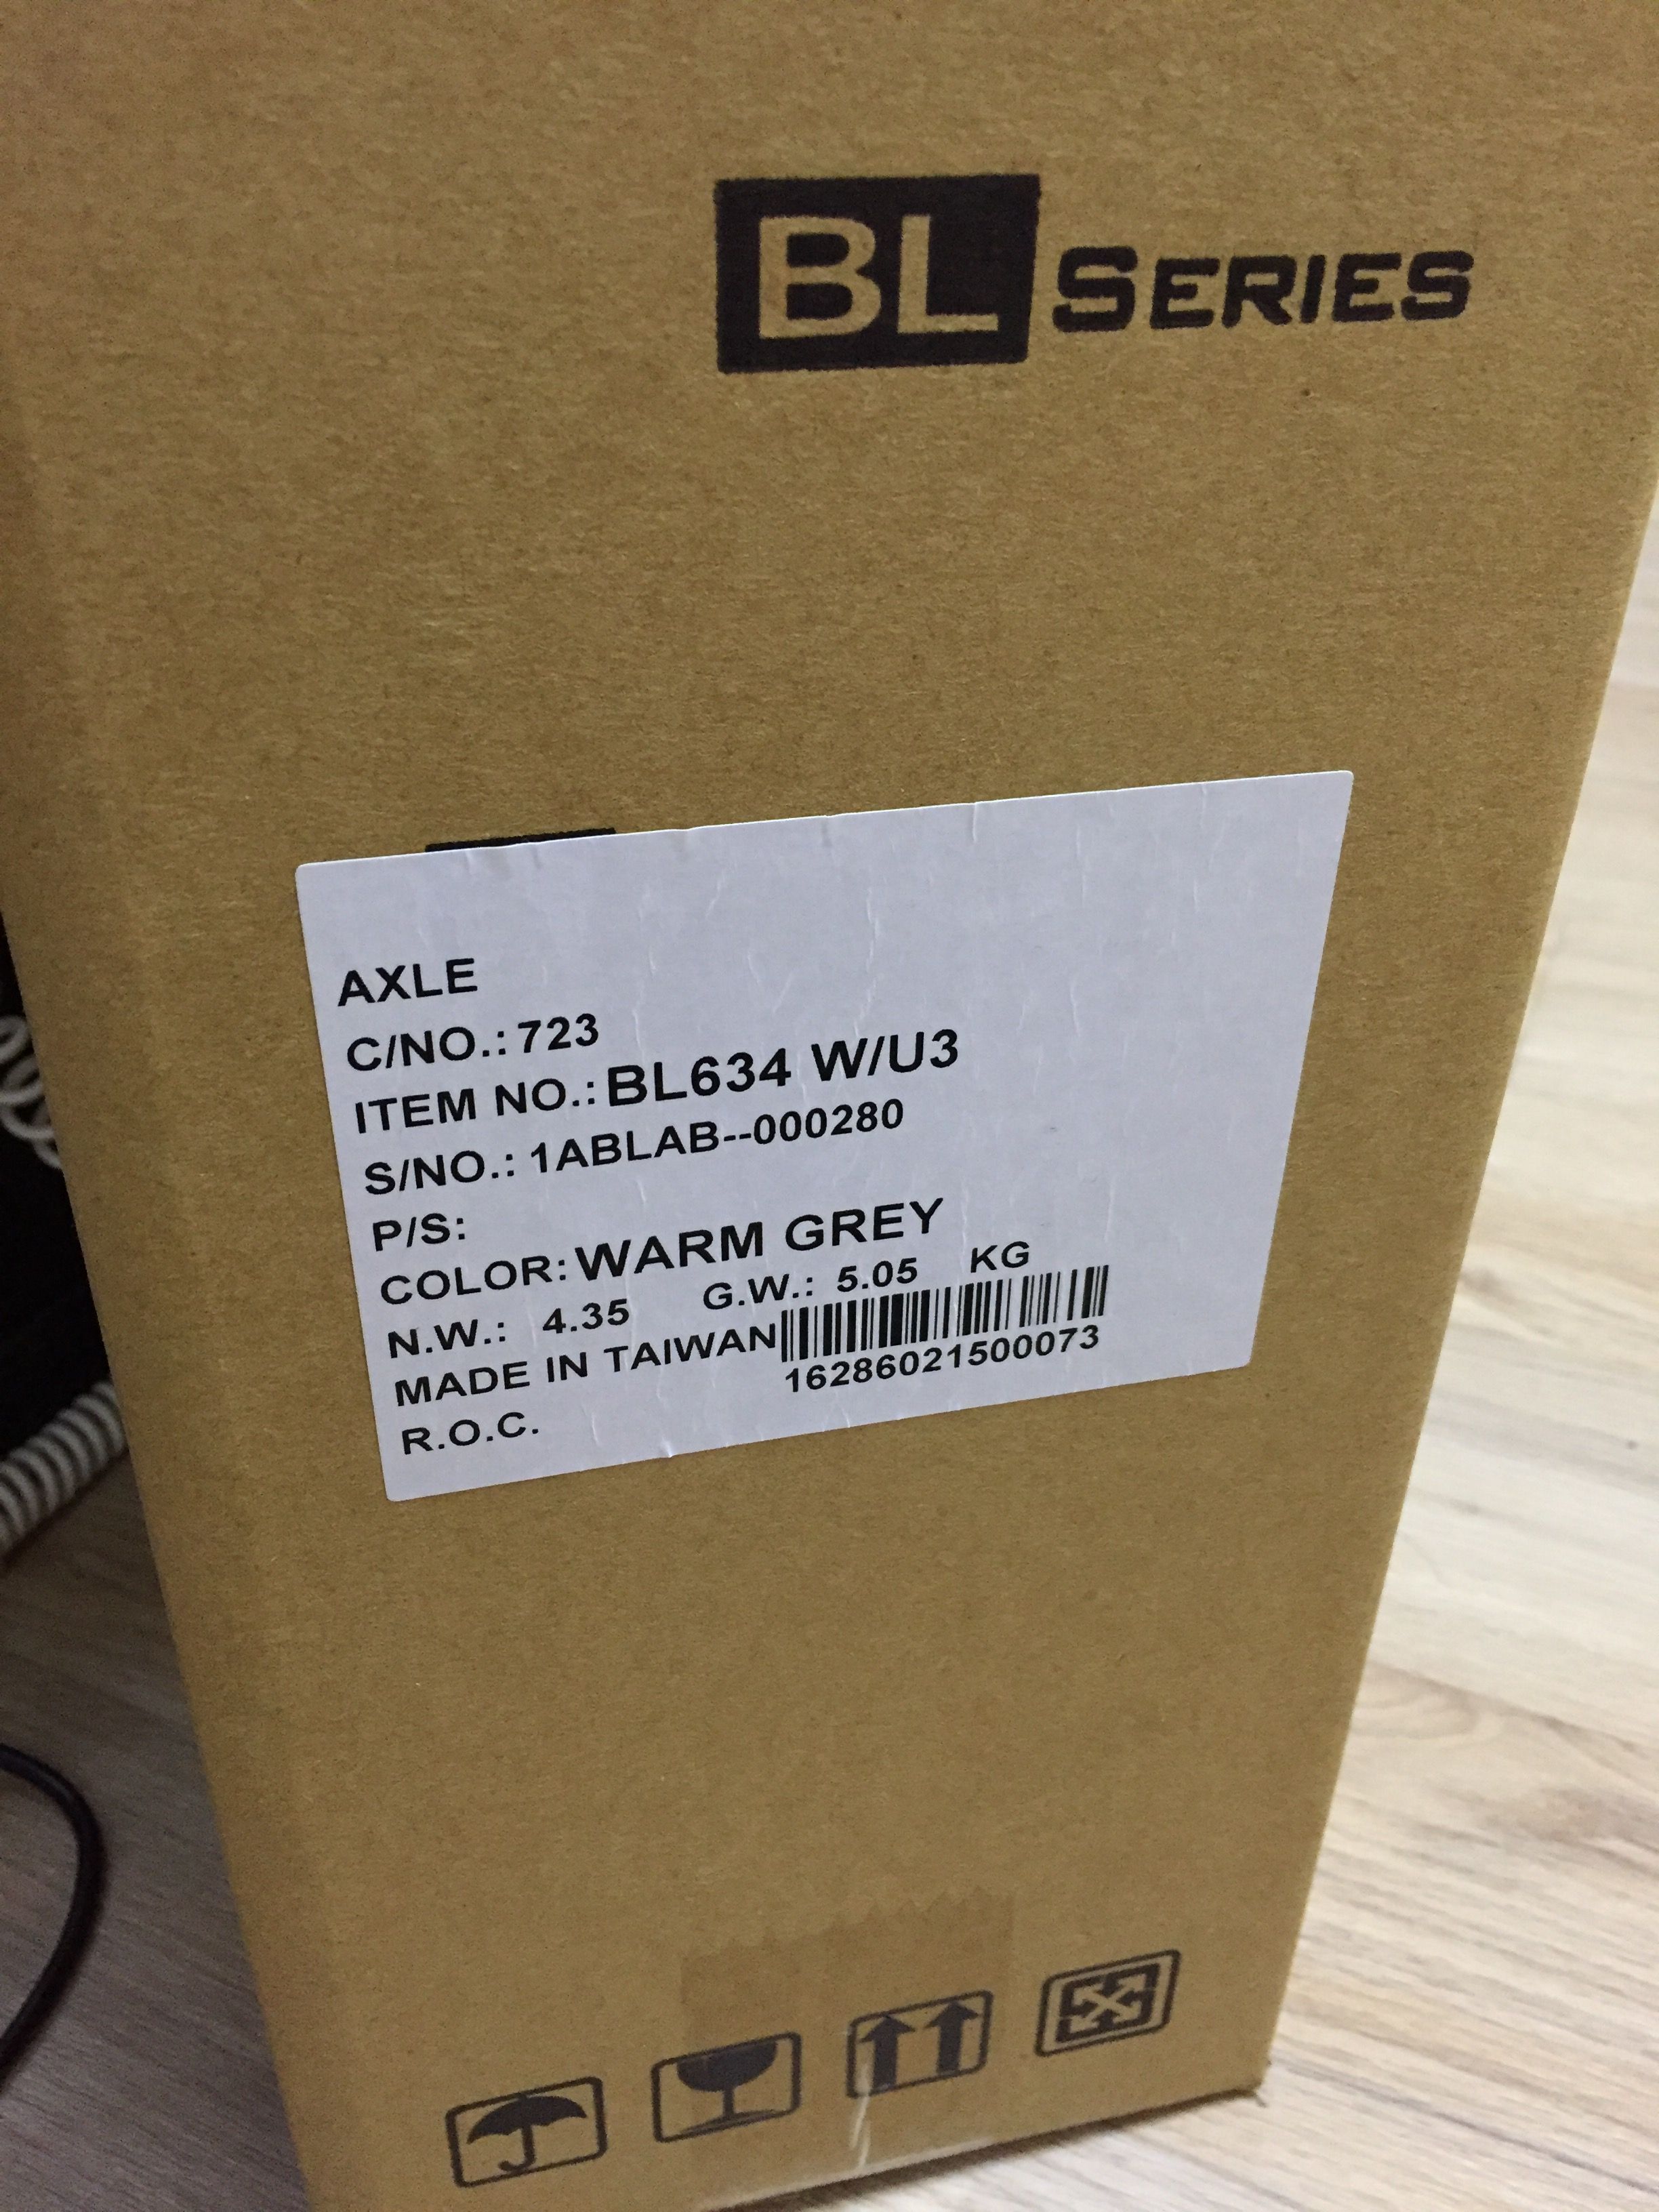 BL SERIES
AXLE
C/NO.: 723
ITEM NO.: BL634 W/U3
S/NO.: 1ABLAB--000280
P/S:
COLOR: WARM GREY
N.W.: 4.35 G.W.: 5.05 KG
MADE IN TAIWAN
16286021500073
R.O.C.